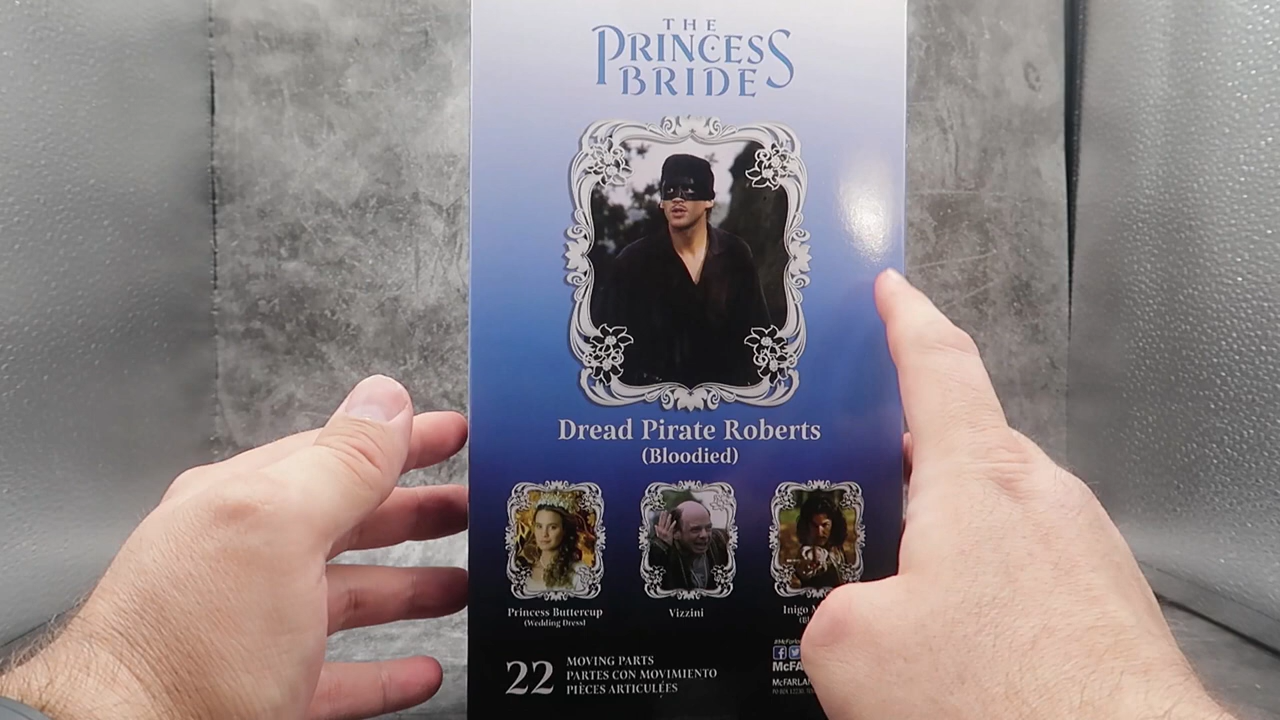 THE
PRINCESS
BRIDE
Dread Pirate Roberts
(Bloodied)
Princess Buttercup
(Wedding Dress)
Vizzini
Inigo
22
MOVING PARTS
PARTES CON MOVIMIENTO
PIÈCES ARTICULÉES